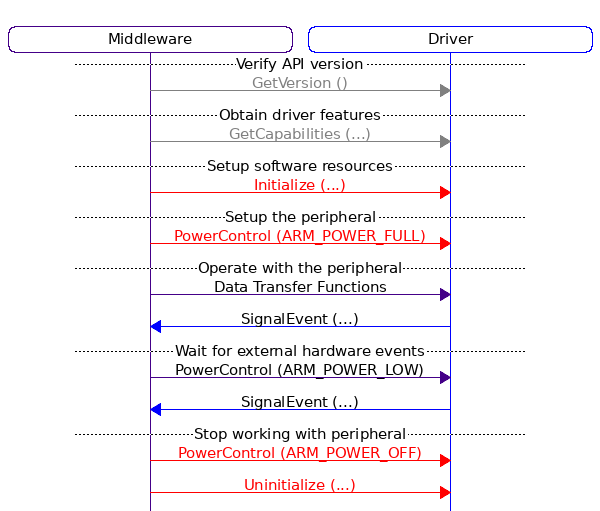 Middleware
Driver
Verify API version
GetVersion ()
Obtain driver features
GetCapabilities (...)
Setup software resources
Initialize (...)
Setup the peripheral
PowerControl (ARM_POWER_FULL)
Operate with the peripheral
Data Transfer Functions
SignalEvent (...)
Wait for external hardware events
PowerControl (ARM_POWER_LOW)
SignalEvent (...)
Stop working with peripheral
PowerControl (ARM_POWER_OFF)
Uninitialize (...)